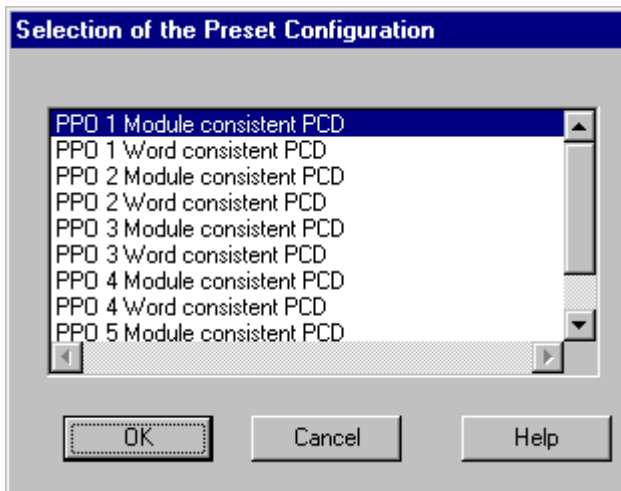 Selection of the Preset Configuration
PPO 1 Module consistent PCD
PPO 1 Word consistent PCD
PPO 2 Module consistent PCD
PPO 2 Word consistent PCD
PPO 3 Module consistent PCD
PPO 3 Word consistent PCD
PPO 4 Module consistent PCD
PPO 4 Word consistent PCD
PPO 5 Module consistent PCD
OK Cancel Help